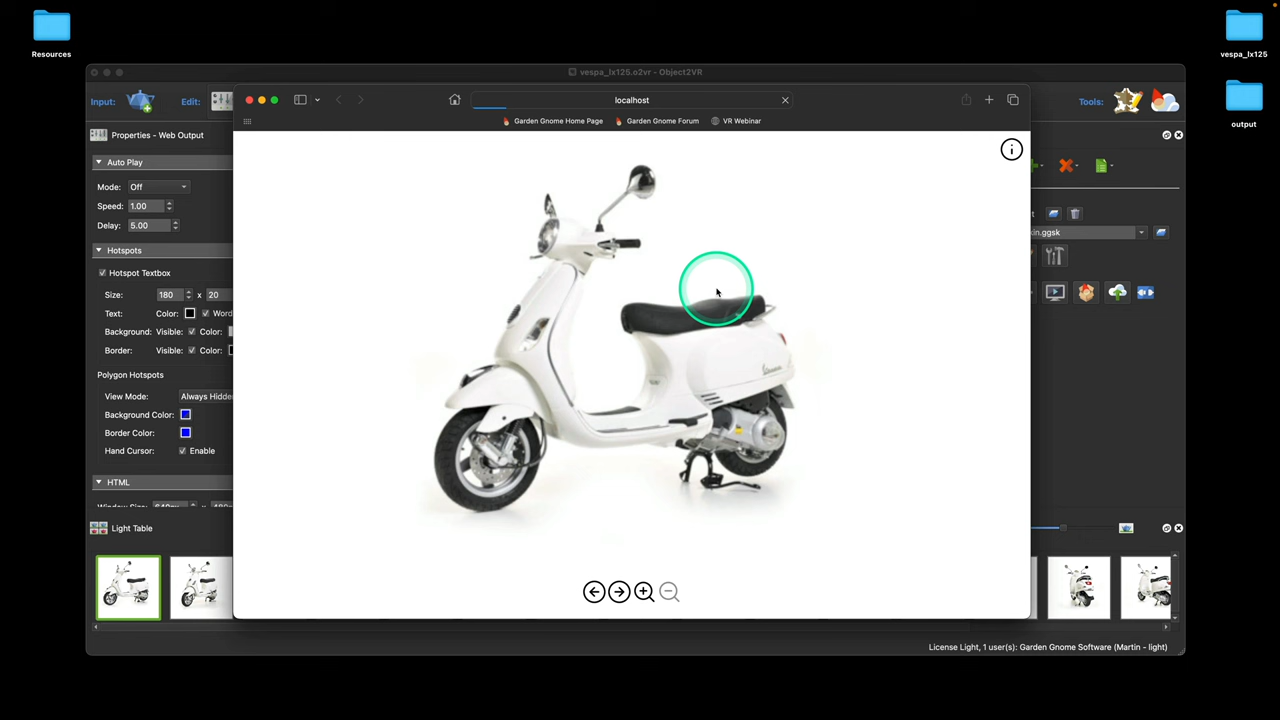 Resources
vespa_lx125
output
vespa_lx125.o2vr - Object2VR
Input:
Edit:
Tools:
localhost
Garden Gnome Home Page
Garden Gnome Forum
VR Webinar
Properties - Web Output
Auto Play
Mode: Off
Speed: 1.00
Delay: 5.00
Hotspots
Hotspot Textbox
Size: 180 x 20
Text: Color: Word
Background: Visible: Color:
Border: Visible: Color:
Polygon Hotspots
View Mode: Always Hidde
Background Color:
Border Color:
Hand Cursor: Enable
HTML
kin.ggsk
Light Table
License Light, 1 user(s): Garden Gnome Software (Martin - light)